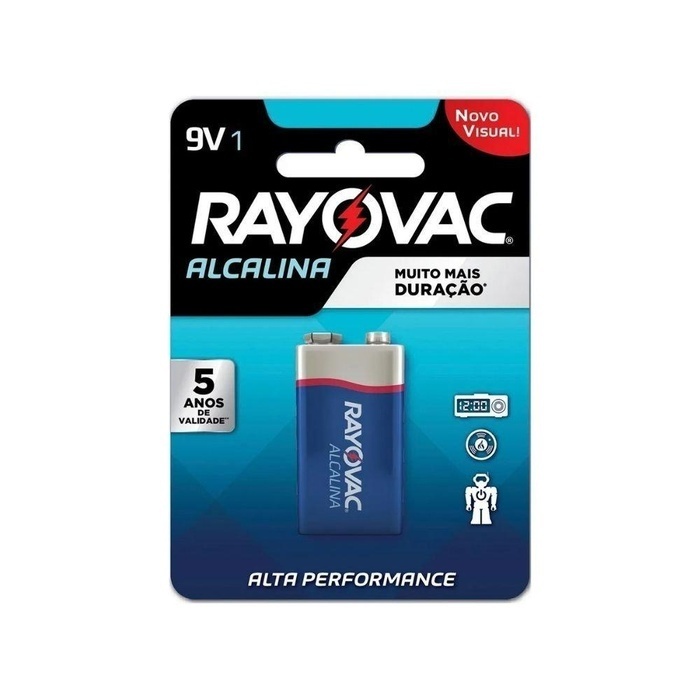 9V 1
NOVO
VISUAL!
RAYOVAC®
ALCALINA
MUITO MAIS
DURAÇÃO*
5
ANOS
DE
VALIDADE**
12:00
RAYOVAC®
ALCALINA
ALTA PERFORMANCE